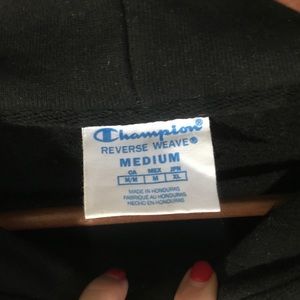 Champion®
REVERSE WEAVE®
MEDIUM
CA MEX JPN
M/M M XL
MADE IN HONDURAS
FABRIQUÉ AU HONDURAS
HECHO EN HONDURAS